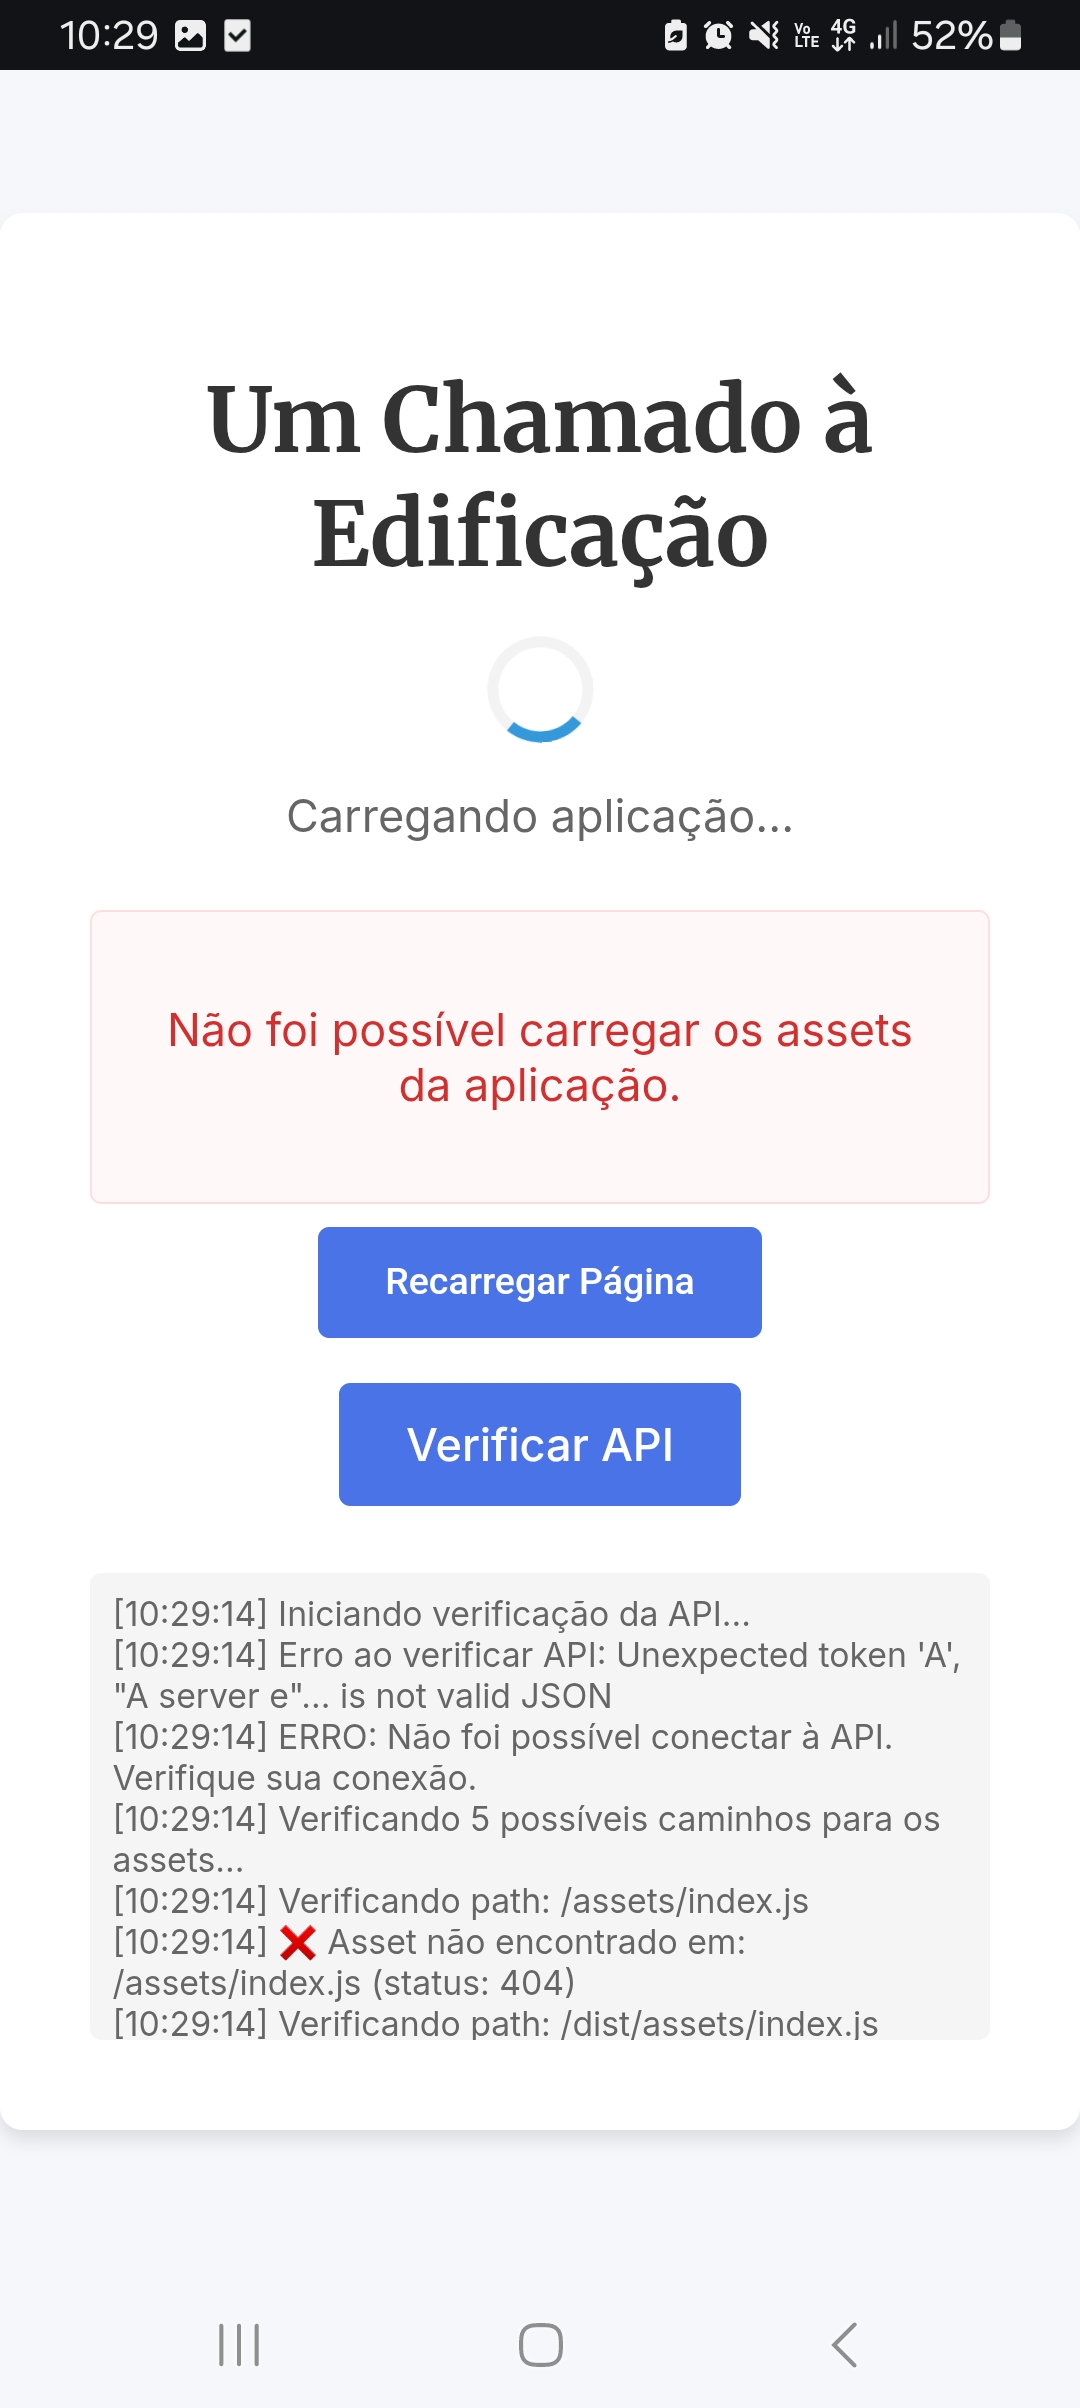 10:29
Vo LTE 4G 52%
Um Chamado à
Edificação
Carregando aplicação...
Não foi possível carregar os assets
da aplicação.
Recarregar Página
Verificar API
[10:29:14] Iniciando verificação da API...
[10:29:14] Erro ao verificar API: Unexpected token 'A',
"A server e"... is not valid JSON
[10:29:14] ERRO: Não foi possível conectar à API.
Verifique sua conexão.
[10:29:14] Verificando 5 possíveis caminhos para os
assets...
[10:29:14] Verificando path: /assets/index.js
[10:29:14] ❌ Asset não encontrado em:
/assets/index.js (status: 404)
[10:29:14] Verificando path: /dist/assets/index.js